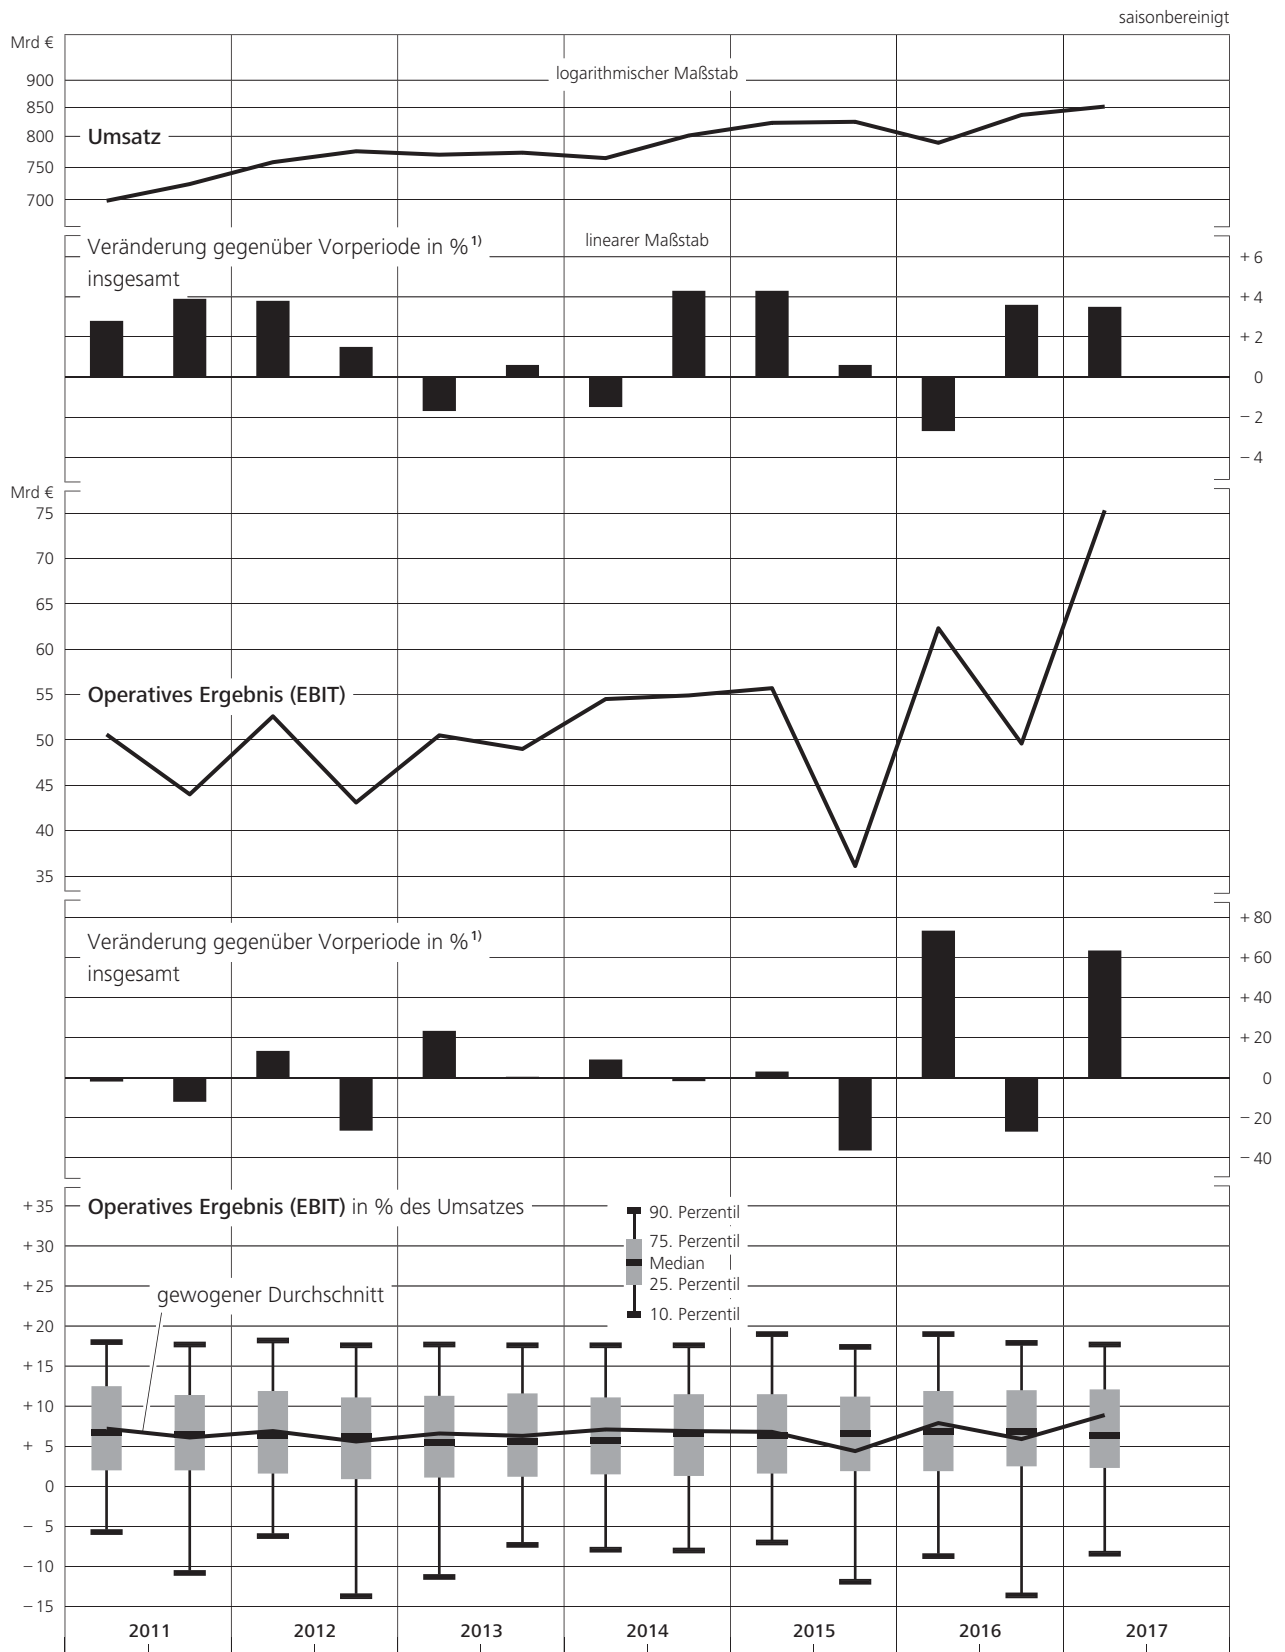 saisonbereinigt
Mrd €
logarithmischer Maßstab
900
850
800
750
700
Umsatz
Veränderung gegenüber Vorperiode in % 1)
insgesamt
linearer Maßstab
+ 6
+ 4
+ 2
0
− 2
− 4
Mrd €
75
70
65
60
55
50
45
40
35
Operatives Ergebnis (EBIT)
Veränderung gegenüber Vorperiode in % 1)
insgesamt
+ 80
+ 60
+ 40
+ 20
0
− 20
− 40
Operatives Ergebnis (EBIT) in % des Umsatzes
90. Perzentil
75. Perzentil
Median
25. Perzentil
10. Perzentil
gewogener Durchschnitt
+ 35
+ 30
+ 25
+ 20
+ 15
+ 10
+ 5
0
− 5
− 10
− 15
2011 2012 2013 2014 2015 2016 2017